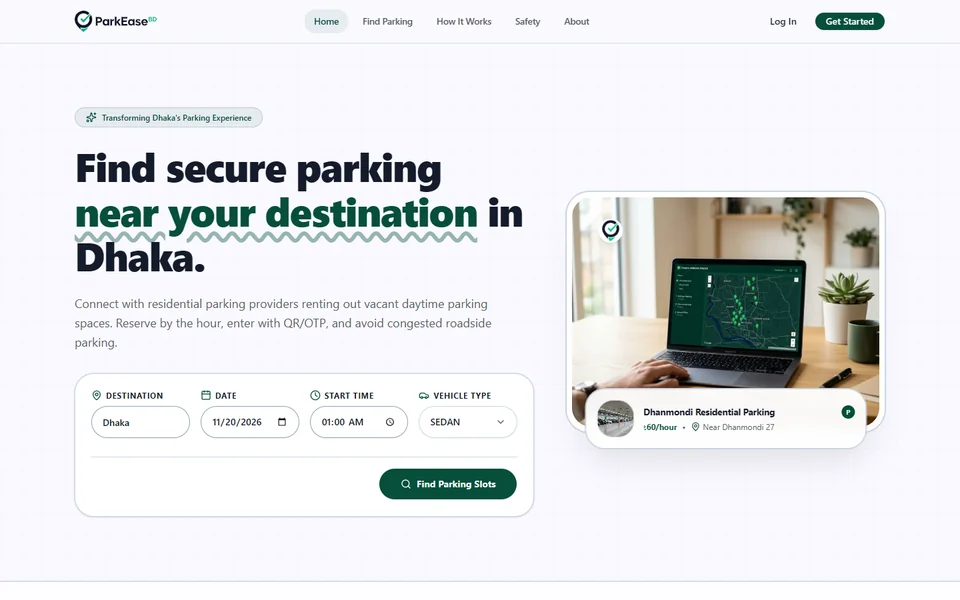 ParkEase BD
Home
Find Parking
How It Works
Safety
About
Log In
Get Started
Transforming Dhaka's Parking Experience
Find secure parking
near your destination in
Dhaka.
Connect with residential parking providers renting out vacant daytime parking
spaces. Reserve by the hour, enter with QR/OTP, and avoid congested roadside
parking.
DESTINATION
DATE
START TIME
VEHICLE TYPE
Dhaka
11/20/2026
01:00 AM
SEDAN
Find Parking Slots
Dhanmondi Residential Parking
P
৳60/hour • Near Dhanmondi 27